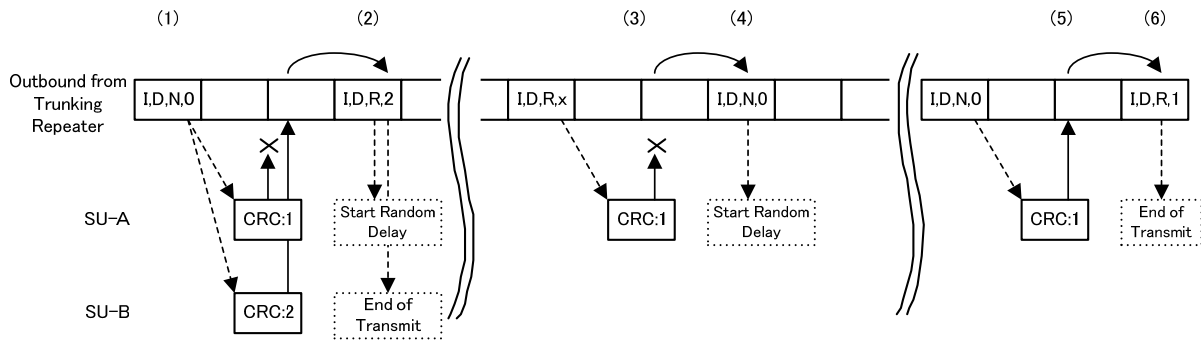 (1) (2) (3) (4) (5) (6)
Outbound from
Trunking
Repeater
I,D,N,0 I,D,R,2 I,D,R,x I,D,N,0 I,D,N,0 I,D,R,1
SU-A
CRC:1
Start Random
Delay
CRC:1
Start Random
Delay
CRC:1
End of
Transmit
SU-B
CRC:2
End of
Transmit